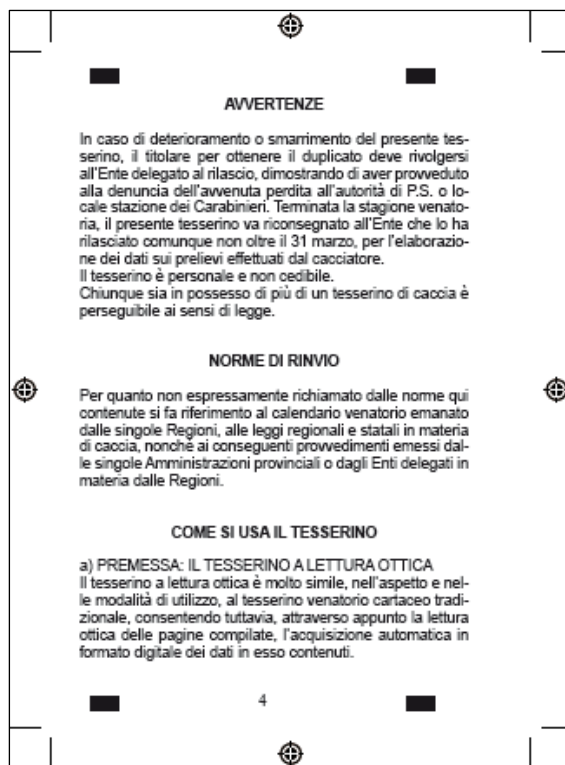 AVVERTENZE
In caso di deterioramento o smarrimento del presente tes-
serino, il titolare per ottenere il duplicato deve rivolgersi
all'Ente delegato al rilascio, dimostrando di aver provveduto
alla denuncia dell'avvenuta perdita all'autorità di P.S. o lo-
cale stazione dei Carabinieri. Terminata la stagione venato-
ria, il presente tesserino va riconsegnato all'Ente che lo ha
rilasciato comunque non oltre il 31 marzo, per l'elaborazio-
ne dei dati sui prelievi effettuati dal cacciatore.
Il tesserino è personale e non cedibile.
Chiunque sia in possesso di più di un tesserino di caccia è
perseguibile ai sensi di legge.
NORME DI RINVIO
Per quanto non espressamente richiamato dalle norme qui
contenute si fa riferimento al calendario venatorio emanato
dalle singole Regioni, alle leggi regionali e statali in materia
di caccia, nonchè ai conseguenti provvedimenti emessi dal-
le singole Amministrazioni provinciali o dagli Enti delegati in
materia dalle Regioni.
COME SI USA IL TESSERINO
a) PREMESSA: IL TESSERINO A LETTURA OTTICA
Il tesserino a lettura ottica è molto simile, nell'aspetto e nel-
le modalità di utilizzo, al tesserino venatorio cartaceo tradi-
zionale, consentendo tuttavia, attraverso appunto la lettura
ottica delle pagine compilate, l'acquisizione automatica in
formato digitale dei dati in esso contenuti.
4